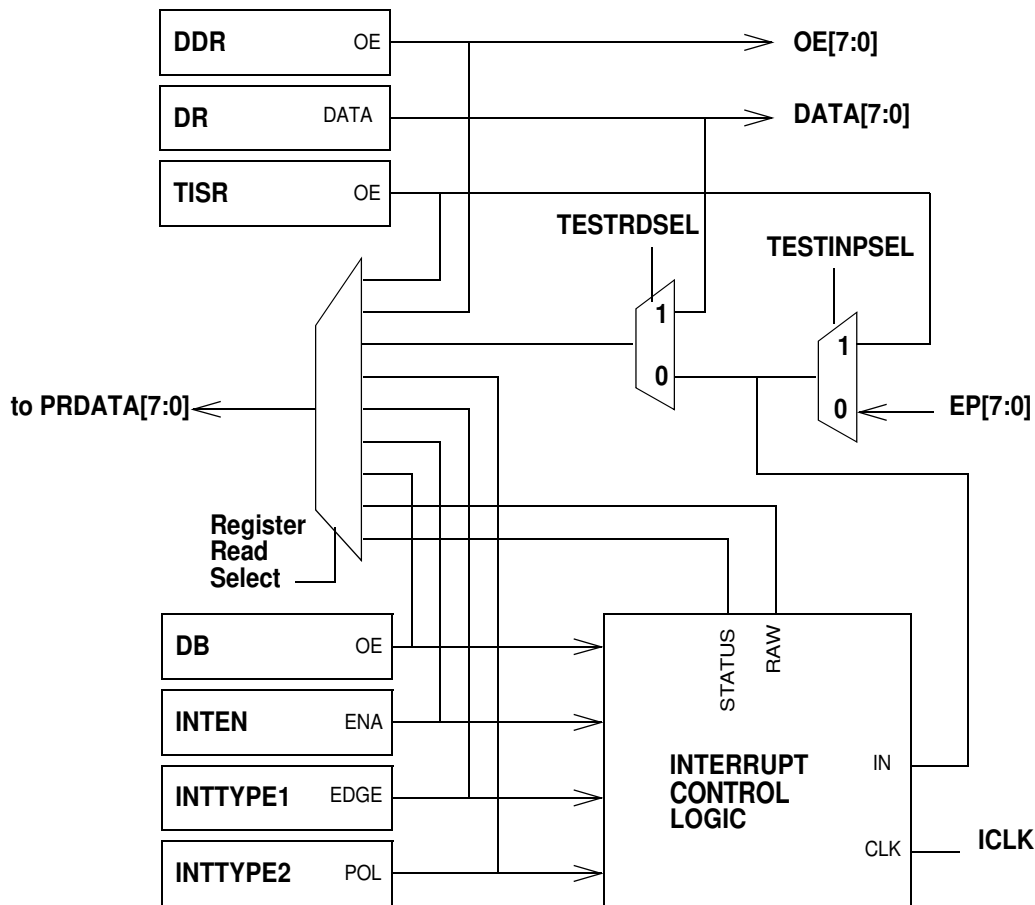 DDR OE OE[7:0]
DR DATA DATA[7:0]
TISR OE
TESTRDSEL
TESTINPSEL
1
1
0
0
to PRDATA[7:0]
EP[7:0]
Register
Read
Select
DB OE
STATUS
RAW
INTEN ENA
INTERRUPT
CONTROL
LOGIC
IN
INTTYPE1 EDGE
CLK
ICLK
INTTYPE2 POL